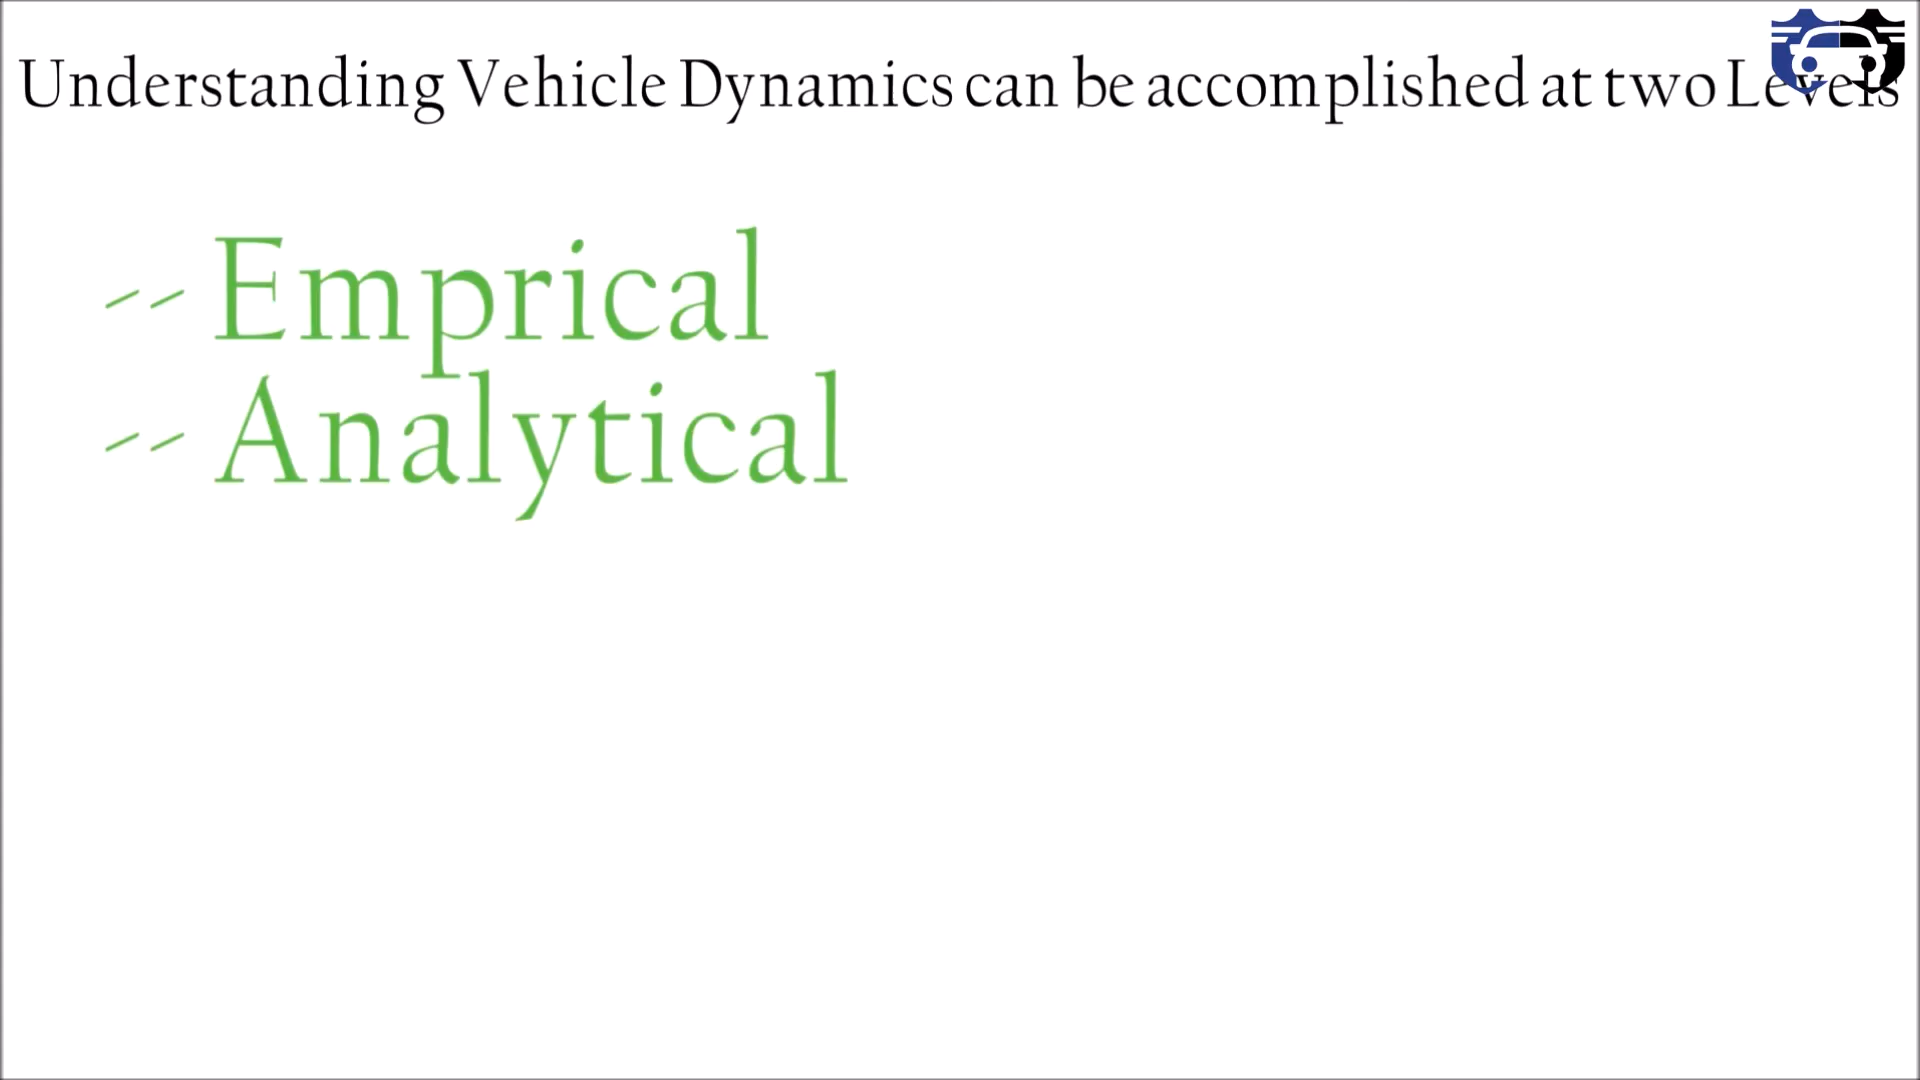 Understanding Vehicle Dynamics can be accomplished at two Levels
-- Emprical
-- Analytical